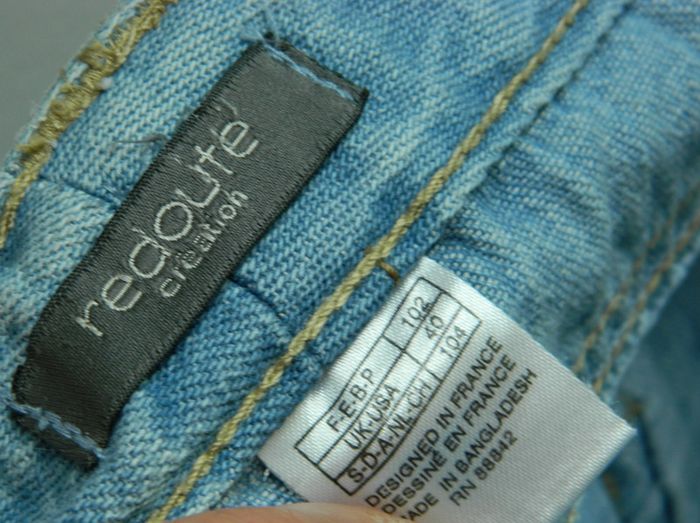 redoute
création
F-E-B-P 102
UK-USA 40
S-D-A-NL-CH 104
DESIGNED IN FRANCE
DESSINÉ EN FRANCE
MADE IN BANGLADESH
RN 88842